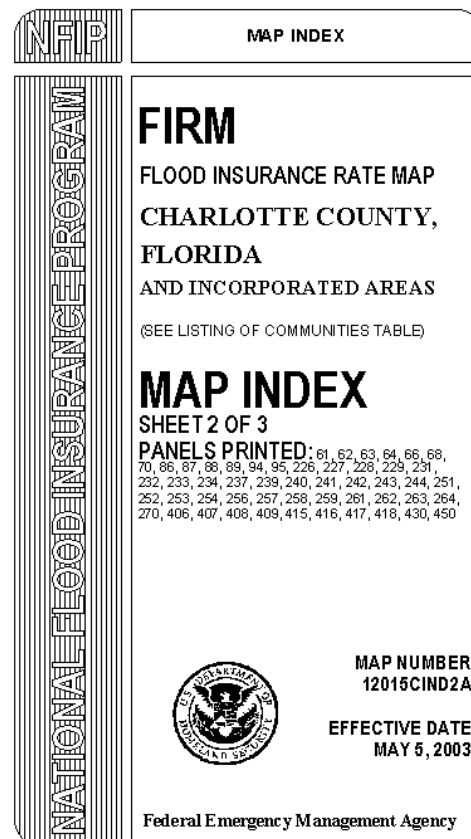 NFIP
MAP INDEX
NATIONAL FLOOD INSURANCE PROGRAM
FIRM
FLOOD INSURANCE RATE MAP
CHARLOTTE COUNTY,
FLORIDA
AND INCORPORATED AREAS
(SEE LISTING OF COMMUNITIES TABLE)
MAP INDEX
SHEET 2 OF 3
PANELS PRINTED: 61, 62, 63, 64, 66, 68,
70, 86, 87, 88, 89, 94, 95, 226, 227, 228, 229, 231,
232, 233, 234, 237, 239, 240, 241, 242, 243, 244, 251,
252, 253, 254, 256, 257, 258, 259, 261, 262, 263, 264,
270, 406, 407, 408, 409, 415, 416, 417, 418, 430, 450
U.S. DEPARTMENT OF HOMELAND SECURITY
MAP NUMBER
12015CIND2A
EFFECTIVE DATE
MAY 5, 2003
Federal Emergency Management Agency